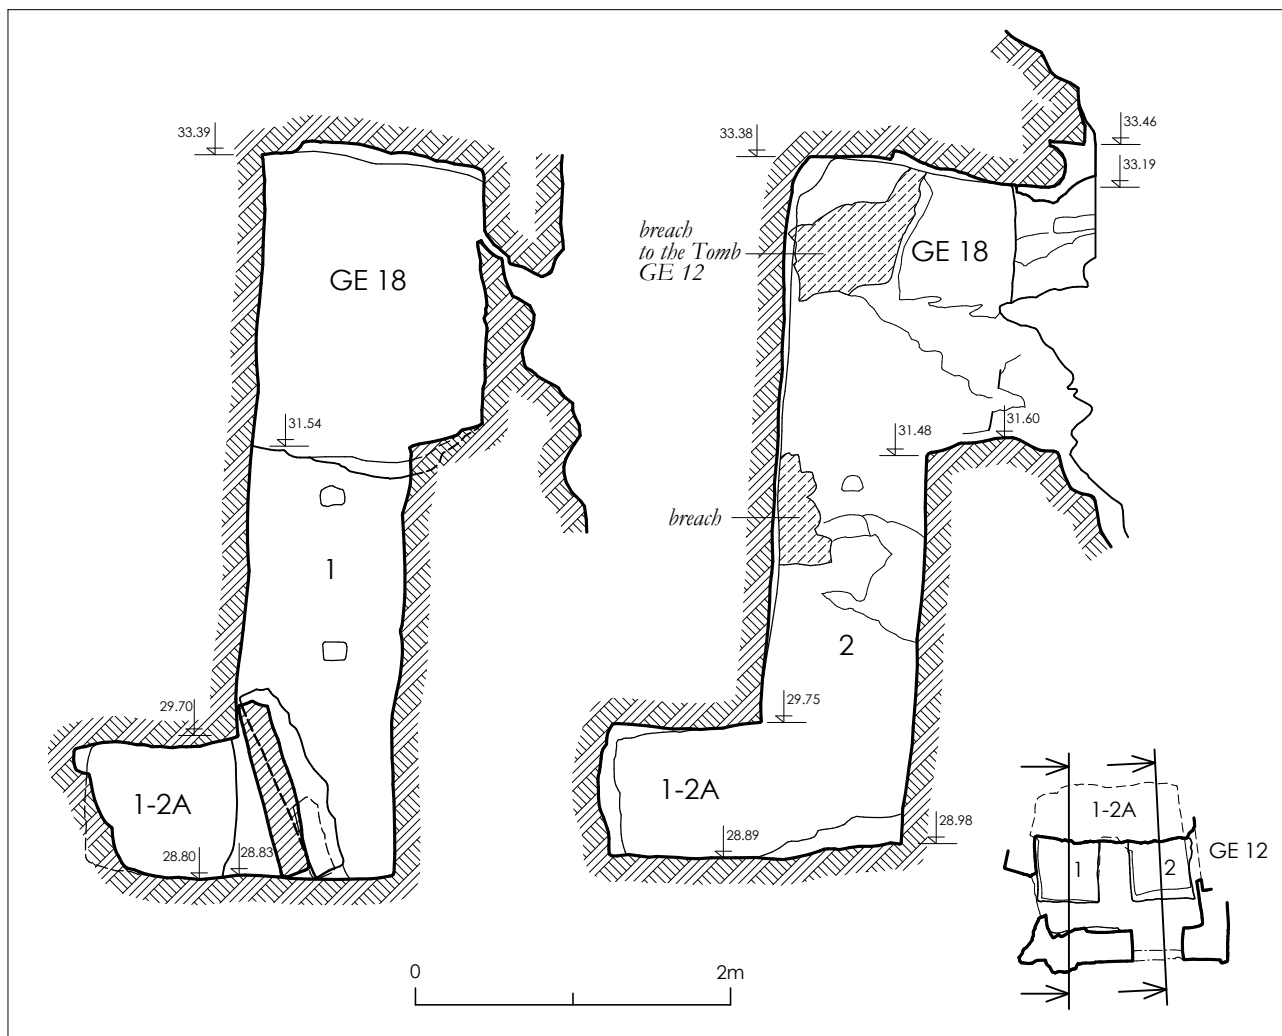 33.39
GE 18
31.54
1
29.70
1-2A
28.80
28.83
33.38
33.46
33.19
breach
to the Tomb
GE 12
GE 18
31.48
31.60
breach
2
29.75
1-2A
28.89
28.98
0
2m
1-2A
1
2
GE 12